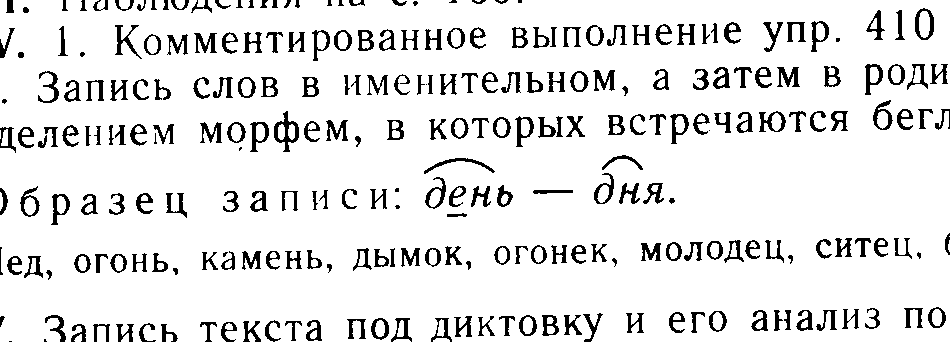 V. 1. Комментированное выполнение упр. 410
. Запись слов в именительном, а затем в роди
делением морфем, в которых встречаются бегл
Образец записи: день — дня.
огонь, камень, дымок, огонек, молодец, ситец,
Запись текста под диктовку и его анализ по